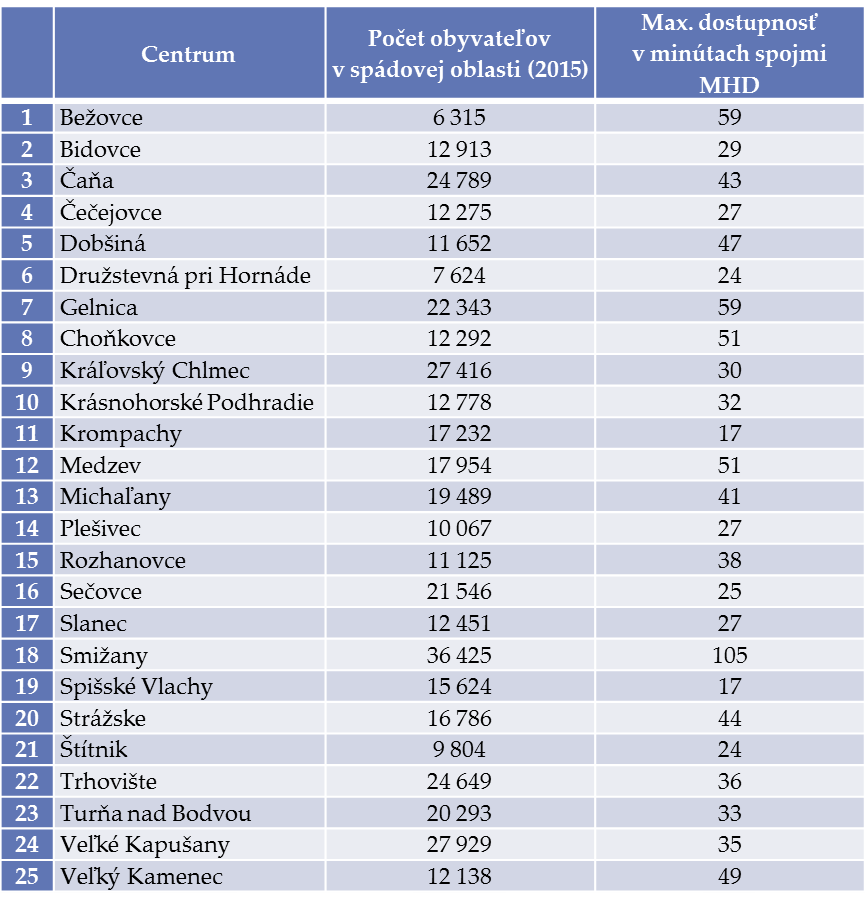 Centrum
Počet obyvateľov
v spádovej oblasti (2015)
Max. dostupnosť
v minútach spojmi
MHD
1 Bežovce 6 315 59
2 Bidovce 12 913 29
3 Čaňa 24 789 43
4 Čečejovce 12 275 27
5 Dobšiná 11 652 47
6 Družstevná pri Hornáde 7 624 24
7 Gelnica 22 343 59
8 Choňkovce 12 292 51
9 Kráľovský Chlmec 27 416 30
10 Krásnohorské Podhradie 12 778 32
11 Krompachy 17 232 17
12 Medzev 17 954 51
13 Michaľany 19 489 41
14 Plešivec 10 067 27
15 Rozhanovce 11 125 38
16 Sečovce 21 546 25
17 Slanec 12 451 27
18 Smižany 36 425 105
19 Spišské Vlachy 15 624 17
20 Strážske 16 786 44
21 Štítnik 9 804 24
22 Trhovište 24 649 36
23 Turňa nad Bodvou 20 293 33
24 Veľké Kapušany 27 929 35
25 Veľký Kamenec 12 138 49